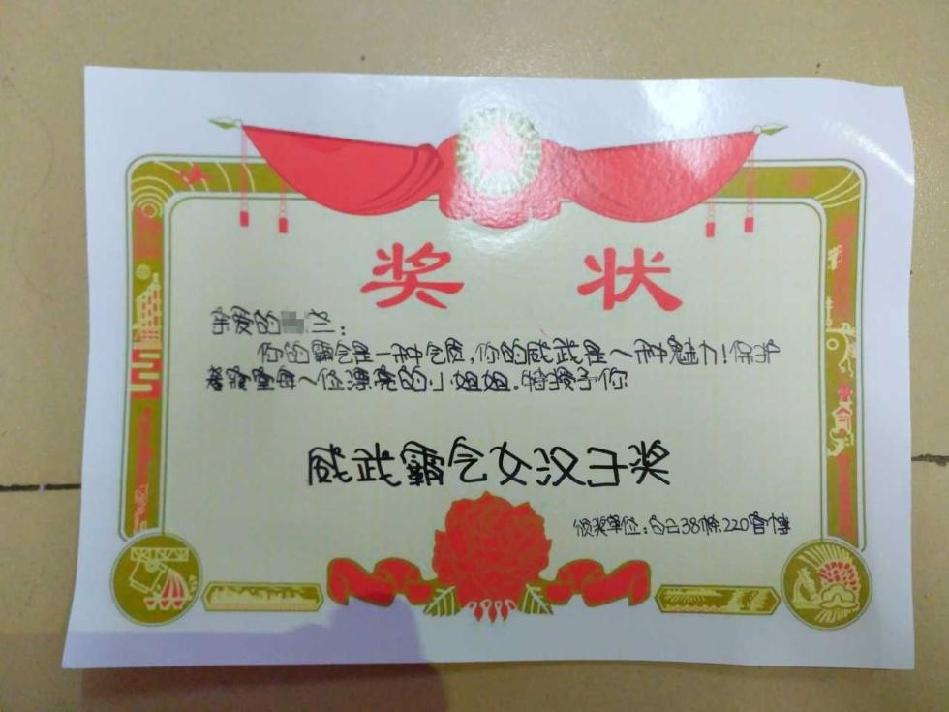 奖状
亲爱的兰：
你的霸气是一种气质，你的威武是一种魅力！保护
着寝室每一位漂亮的小姐姐.特授予你
威武霸气女汉子奖
颁奖单位：白云38栋220官博